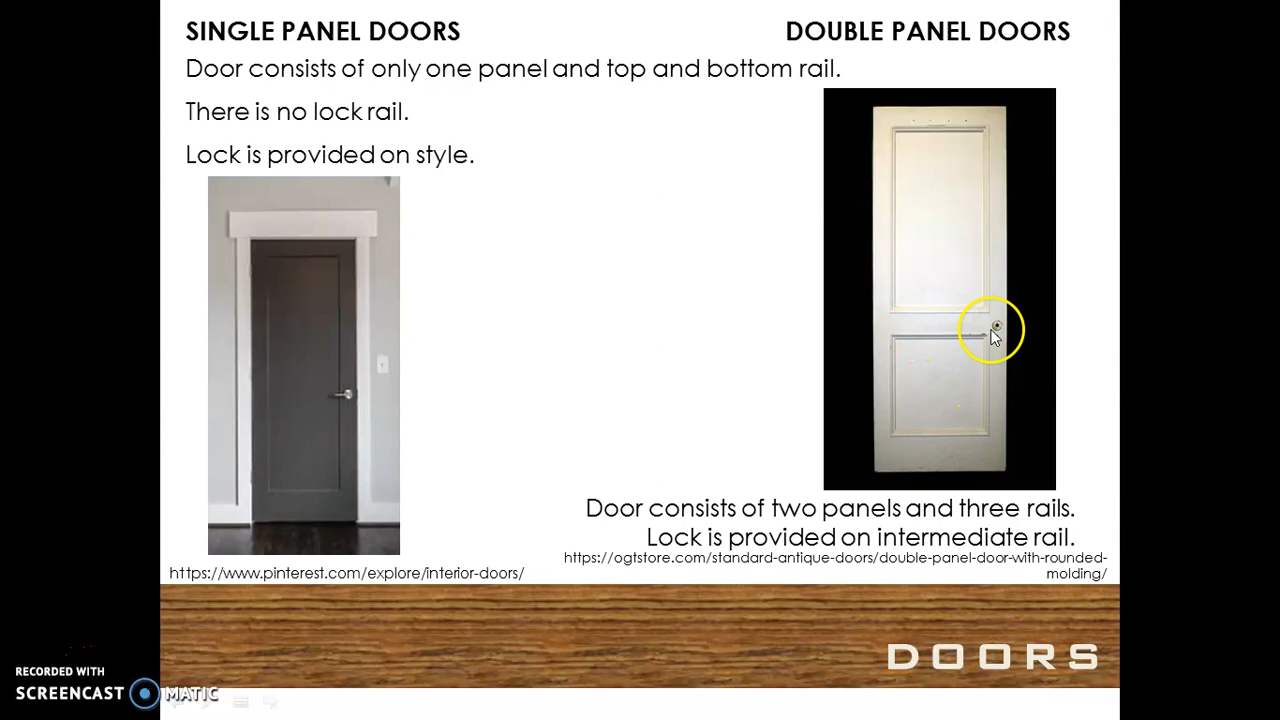 SINGLE PANEL DOORS
DOUBLE PANEL DOORS
Door consists of only one panel and top and bottom rail.
There is no lock rail.
Lock is provided on style.
Door consists of two panels and three rails.
Lock is provided on intermediate rail.
https://ogtstore.com/standard-antique-doors/double-panel-door-with-rounded-
molding/
https://www.pinterest.com/explore/interior-doors/
DOORS
RECORDED WITH
SCREENCAST MATIC